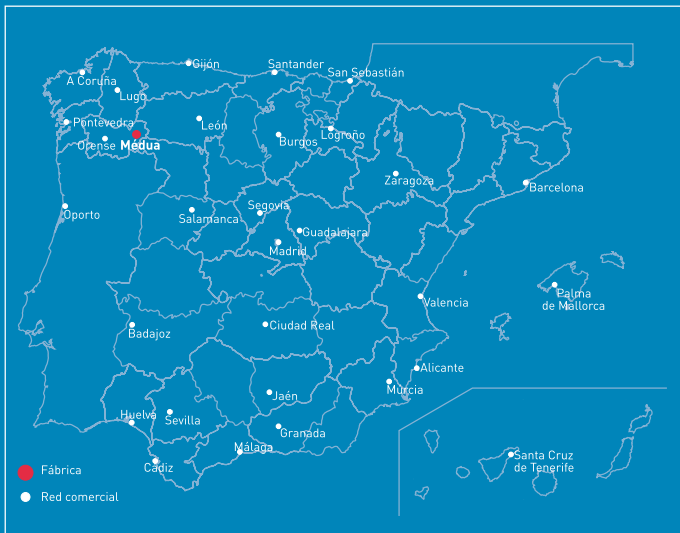 Gijón
Santander
San Sebastián
A Coruña
Lugo
Pontevedra
León
Burgos
Logroño
Orense
Médua
Zaragoza
Barcelona
Oporto
Salamanca
Segovia
Guadalajara
Madrid
Palma
de Mallorca
Valencia
Badajoz
Ciudad Real
Alicante
Murcia
Jaén
Huelva
Sevilla
Granada
Málaga
Cádiz
Santa Cruz
de Tenerife
Fábrica
Red comercial